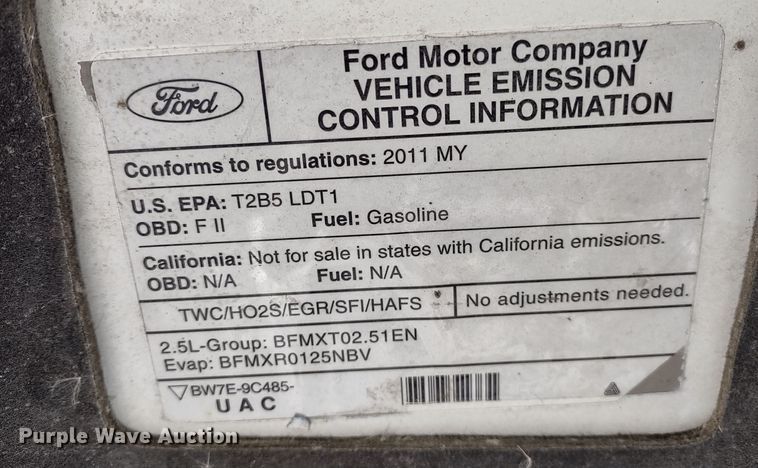 Ford
Ford Motor Company
VEHICLE EMISSION
CONTROL INFORMATION
Conforms to regulations: 2011 MY
U.S. EPA: T2B5 LDT1
OBD: F II Fuel: Gasoline
California: Not for sale in states with California emissions.
OBD: N/A Fuel: N/A
TWC/HO2S/EGR/SFI/HAFS
No adjustments needed.
2.5L-Group: BFMXT02.51EN
Evap: BFMXR0125NBV
BW7E-9C485-
U A C
Purple Wave Auction